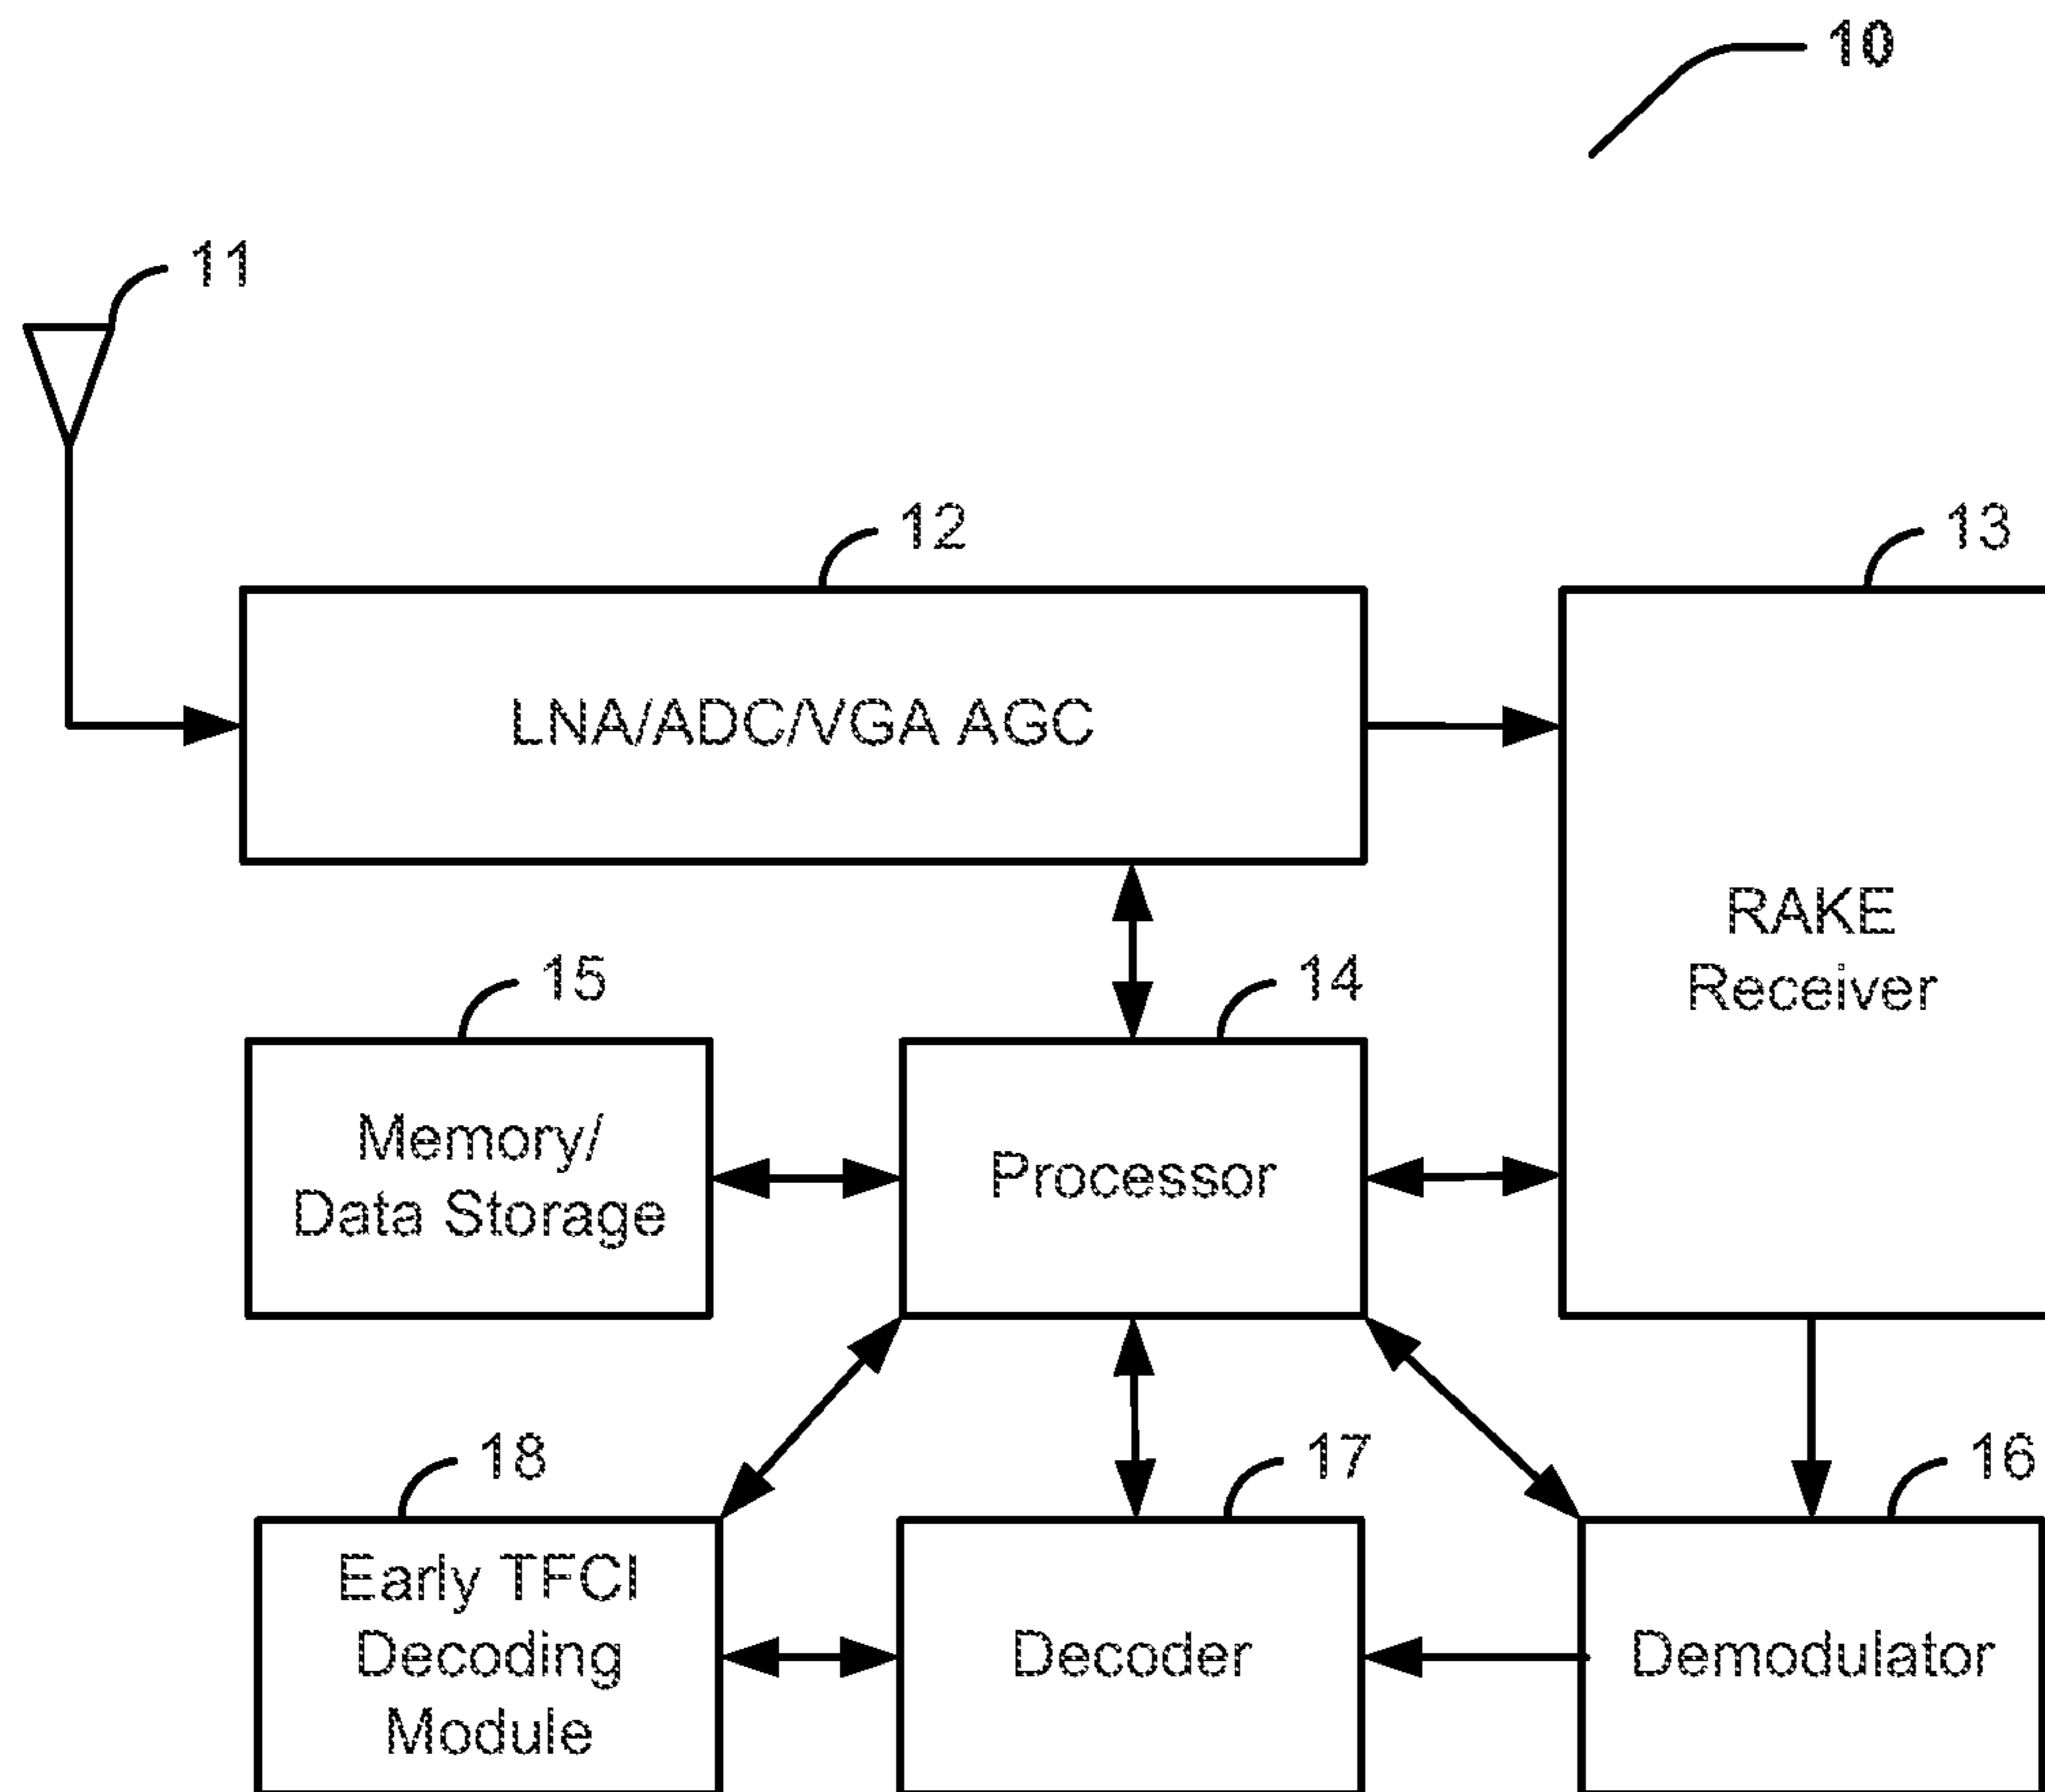 10
11
12
13
LNA/ADC/VGA AGC
RAKE
Receiver
15
14
Memory/
Data Storage
Processor
18
17
16
Early TFCI
Decoding
Module
Decoder
Demodulator